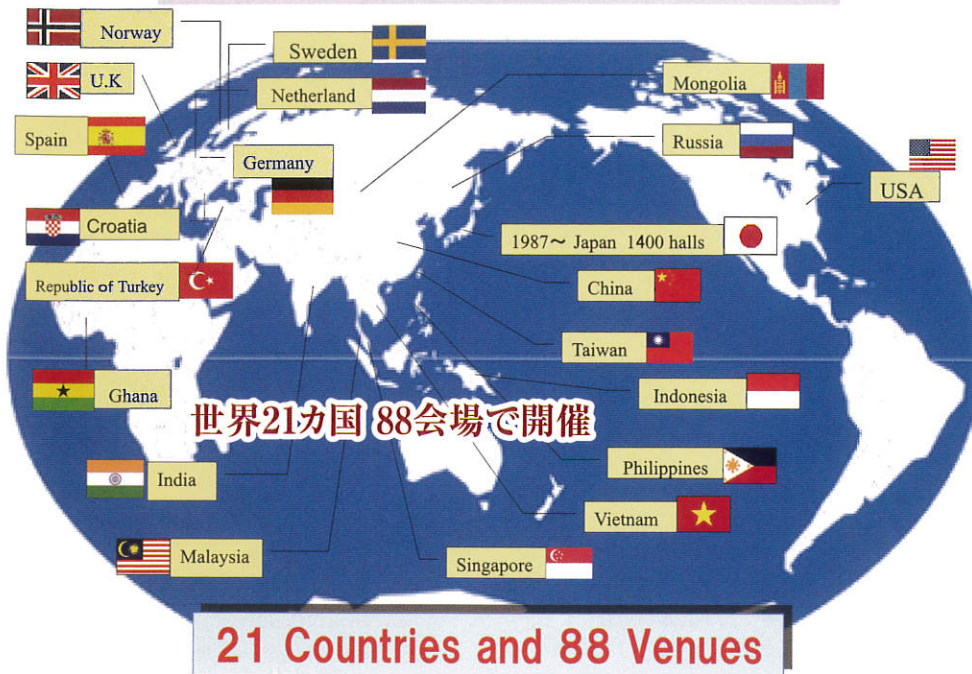 Norway
Sweden
U.K
Netherland
Mongolia
Spain
Germany
Russia
USA
Croatia
1987～ Japan 1400 halls
Republic of Turkey
China
Taiwan
Ghana
Indonesia
世界21カ国 88会場で開催
India
Philippines
Vietnam
Malaysia
Singapore
21 Countries and 88 Venues